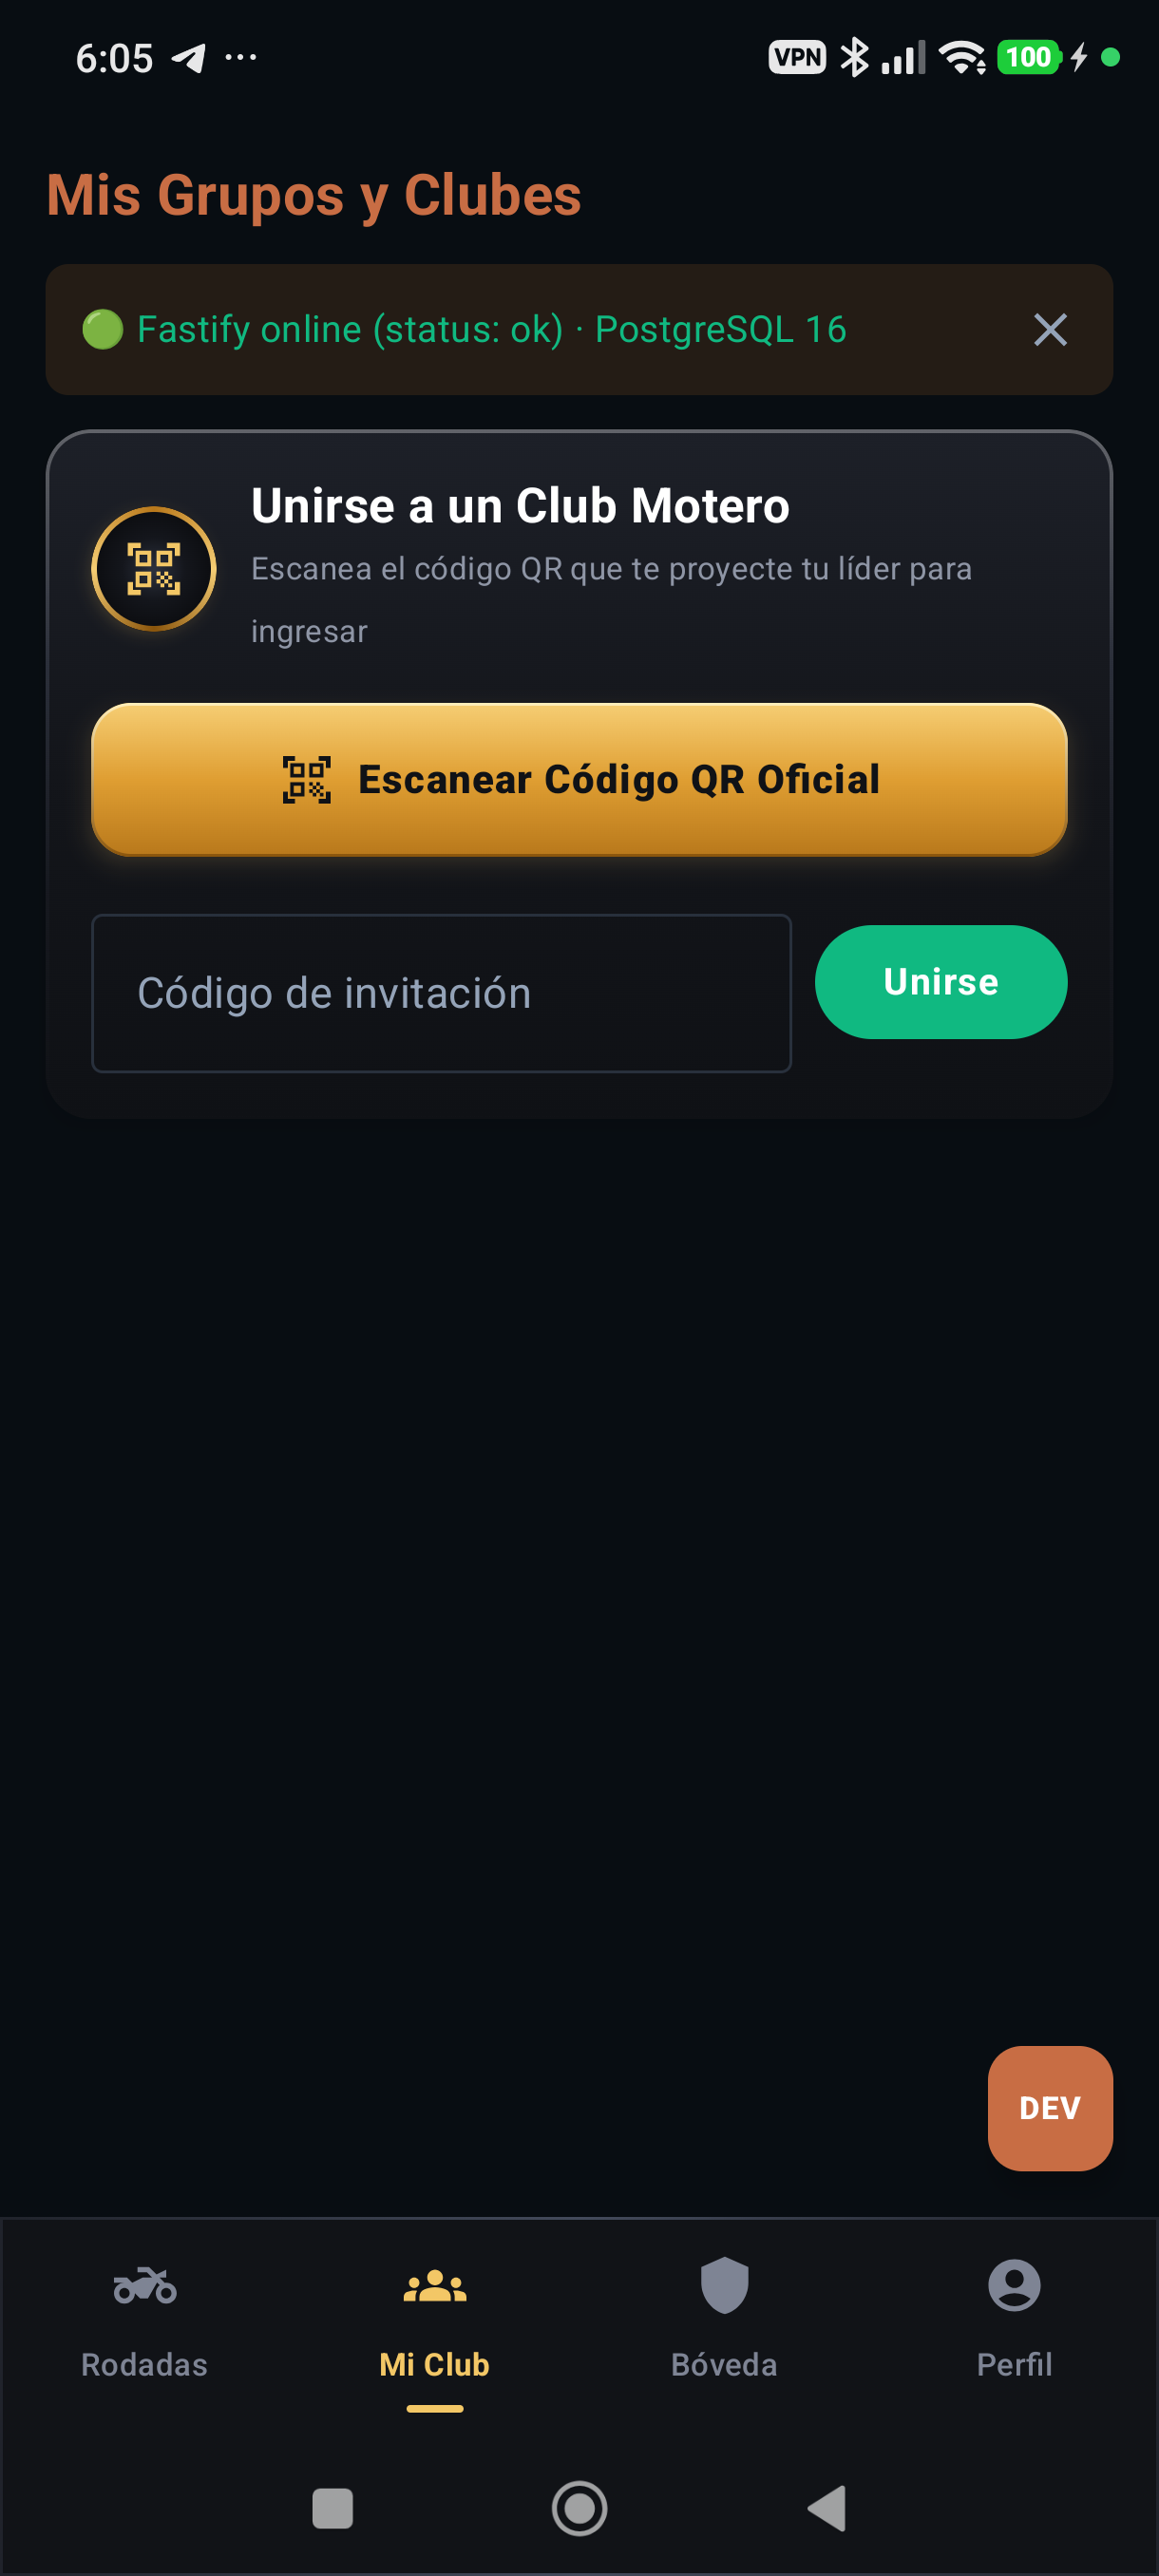 6:05
VPN
100
Mis Grupos y Clubes
Fastify online (status: ok) · PostgreSQL 16
Unirse a un Club Motero
Escanea el código QR que te proyecte tu líder para
ingresar
Escanear Código QR Oficial
Código de invitación
Unirse
DEV
Rodadas
Mi Club
Bóveda
Perfil